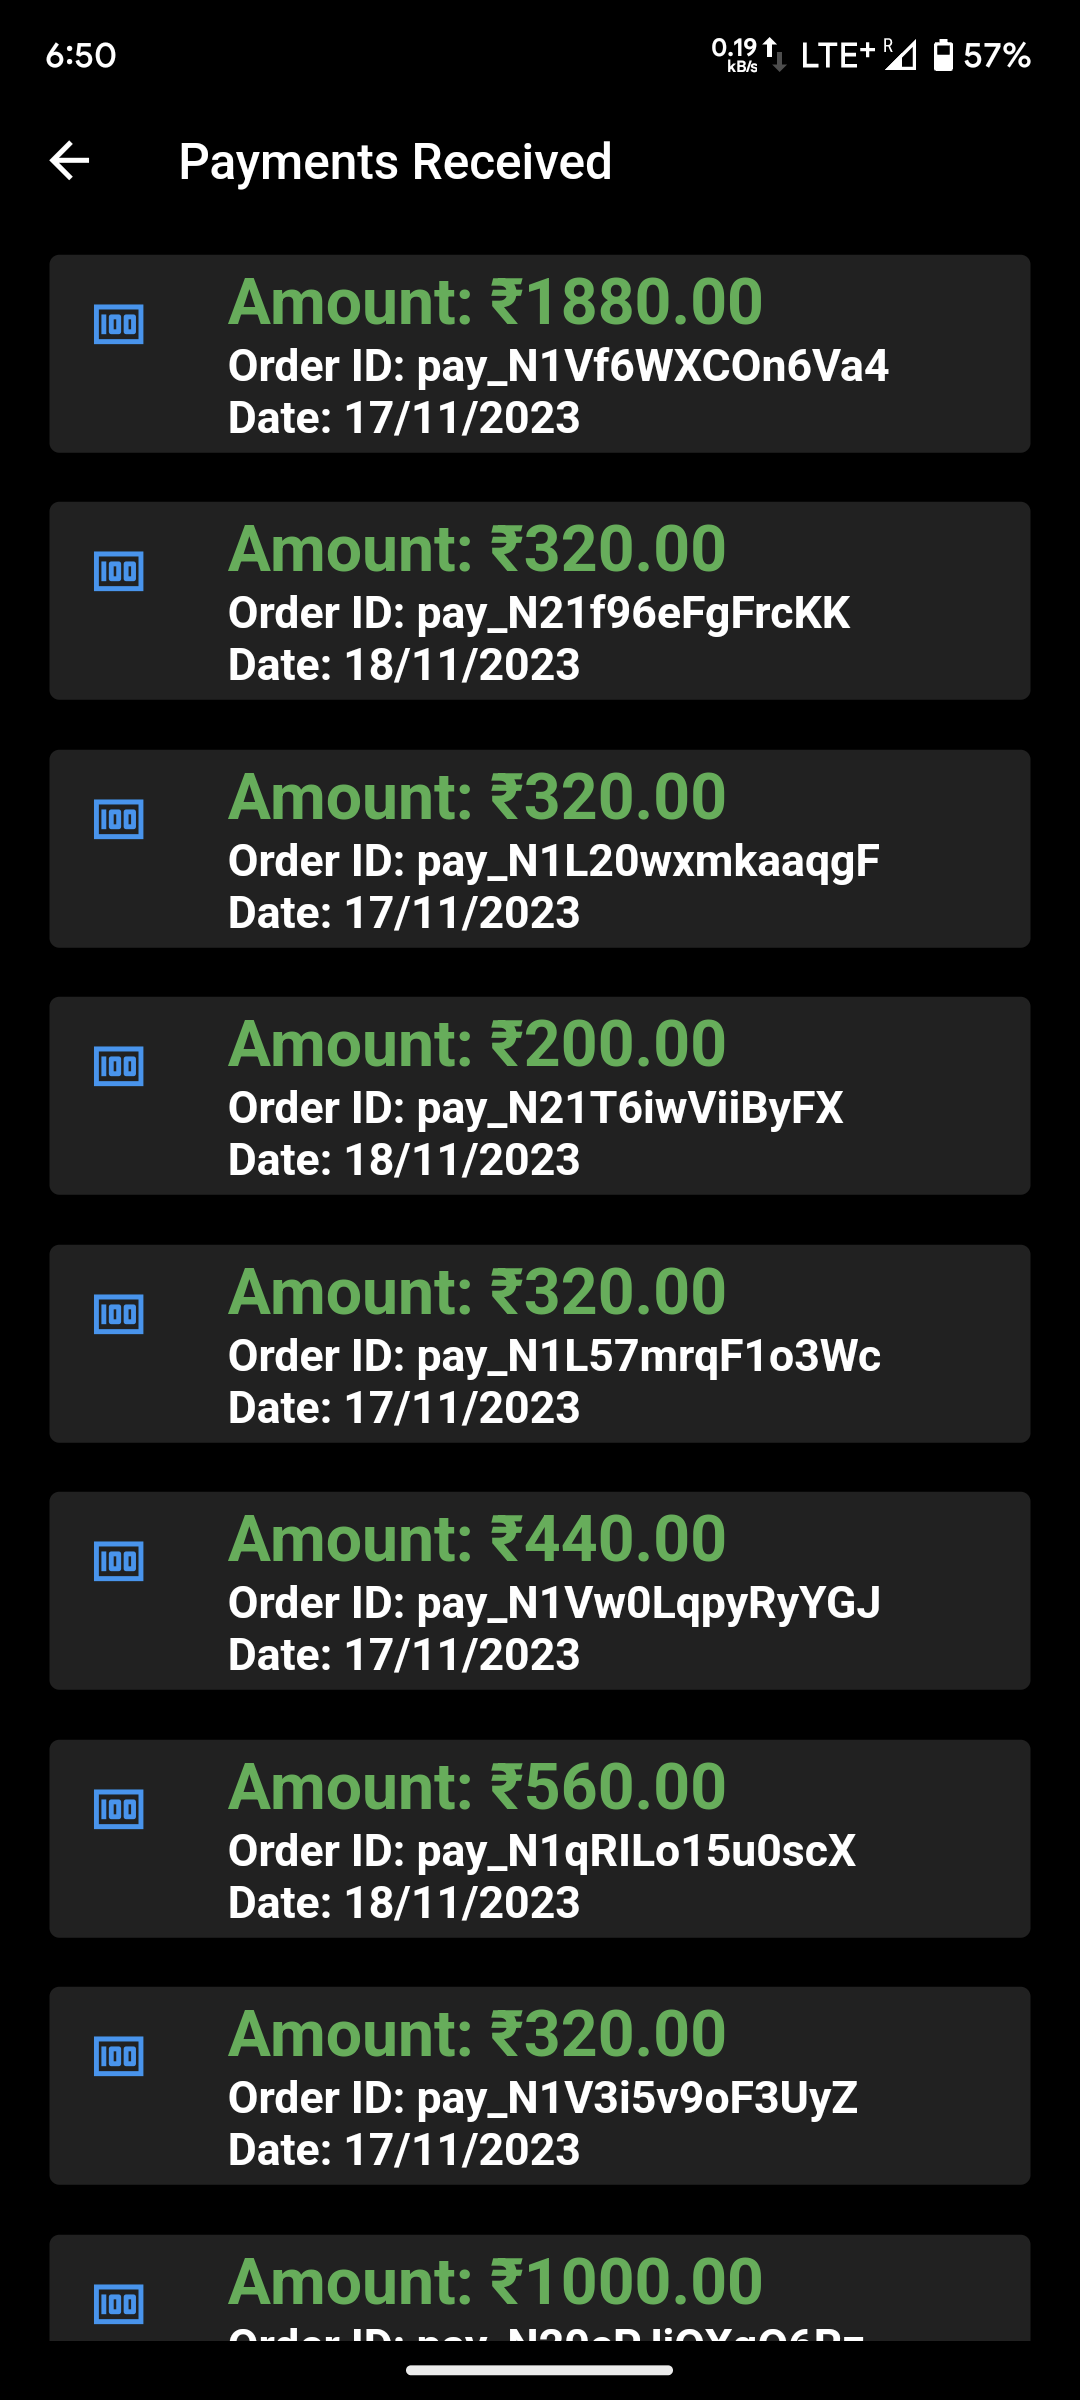 6:50
0.19 kB/s LTE+ R 57%
Payments Received
Amount: ₹1880.00
Order ID: pay_N1Vf6WXCOn6Va4
Date: 17/11/2023
Amount: ₹320.00
Order ID: pay_N21f96eFgFrcKK
Date: 18/11/2023
Amount: ₹320.00
Order ID: pay_N1L20wxmkaaqgF
Date: 17/11/2023
Amount: ₹200.00
Order ID: pay_N21T6iwViiByFX
Date: 18/11/2023
Amount: ₹320.00
Order ID: pay_N1L57mrqF1o3Wc
Date: 17/11/2023
Amount: ₹440.00
Order ID: pay_N1Vw0LqpyRyYGJ
Date: 17/11/2023
Amount: ₹560.00
Order ID: pay_N1qRILo15u0scX
Date: 18/11/2023
Amount: ₹320.00
Order ID: pay_N1V3i5v9oF3UyZ
Date: 17/11/2023
Amount: ₹1000.00
Order ID: